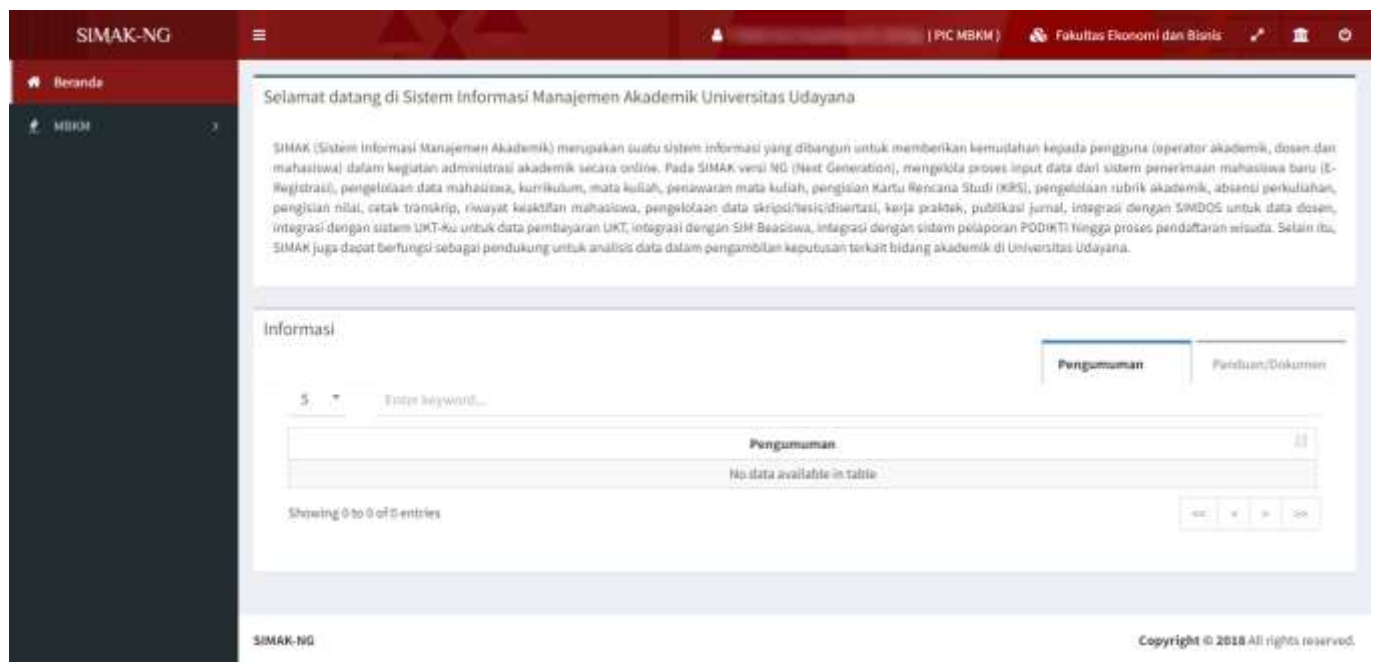 SIMAK-NG
( PIC MBKM )
Fakultas Ekonomi dan Bisnis
Beranda
MBKM
Selamat datang di Sistem Informasi Manajemen Akademik Universitas Udayana
SIMAK (Sistem Informasi Manajemen Akademik) merupakan suatu sistem informasi yang dibangun untuk memberikan kemudahan kepada pengguna (operator akademik, dosen dan
mahasiswa) dalam kegiatan administrasi akademik secara online. Pada SIMAK versi NG (Next Generation), mengelola proses input data dari sistem penerimaan mahasiswa baru (E-
Registrasi), pengelolaan data mahasiswa, kurrikulum, mata kuliah, penawaran mata kuliah, pengisian Kartu Rencana Studi (KRS), pengelolaan rubrik akademik, absensi perkuliahan,
pengisian nilai, cetak transkrip, riwayat keaktifan mahasiswa, pengelolaan data skripsi/tesis/disertasi, kerja praktek, publikasi jurnal, integrasi dengan SIMDOS untuk data dosen,
integrasi dengan sistem UKT-Ku untuk data pembayaran UKT, integrasi dengan SIM Beasiswa, integrasi dengan sistem pelaporan PDDIKTI hingga proses pendaftaran wisuda. Selain itu,
SIMAK juga dapat berfungsi sebagai pendukung untuk analisis data dalam pengambilan keputusan terkait bidang akademik di Universitas Udayana.
Informasi
Pengumuman
Panduan/Dokumen
5
Enter keyword...
Pengumuman
No data available in table
Showing 0 to 0 of 0 entries
<< < > >>
SIMAK-NG
Copyright © 2018 All rights reserved.